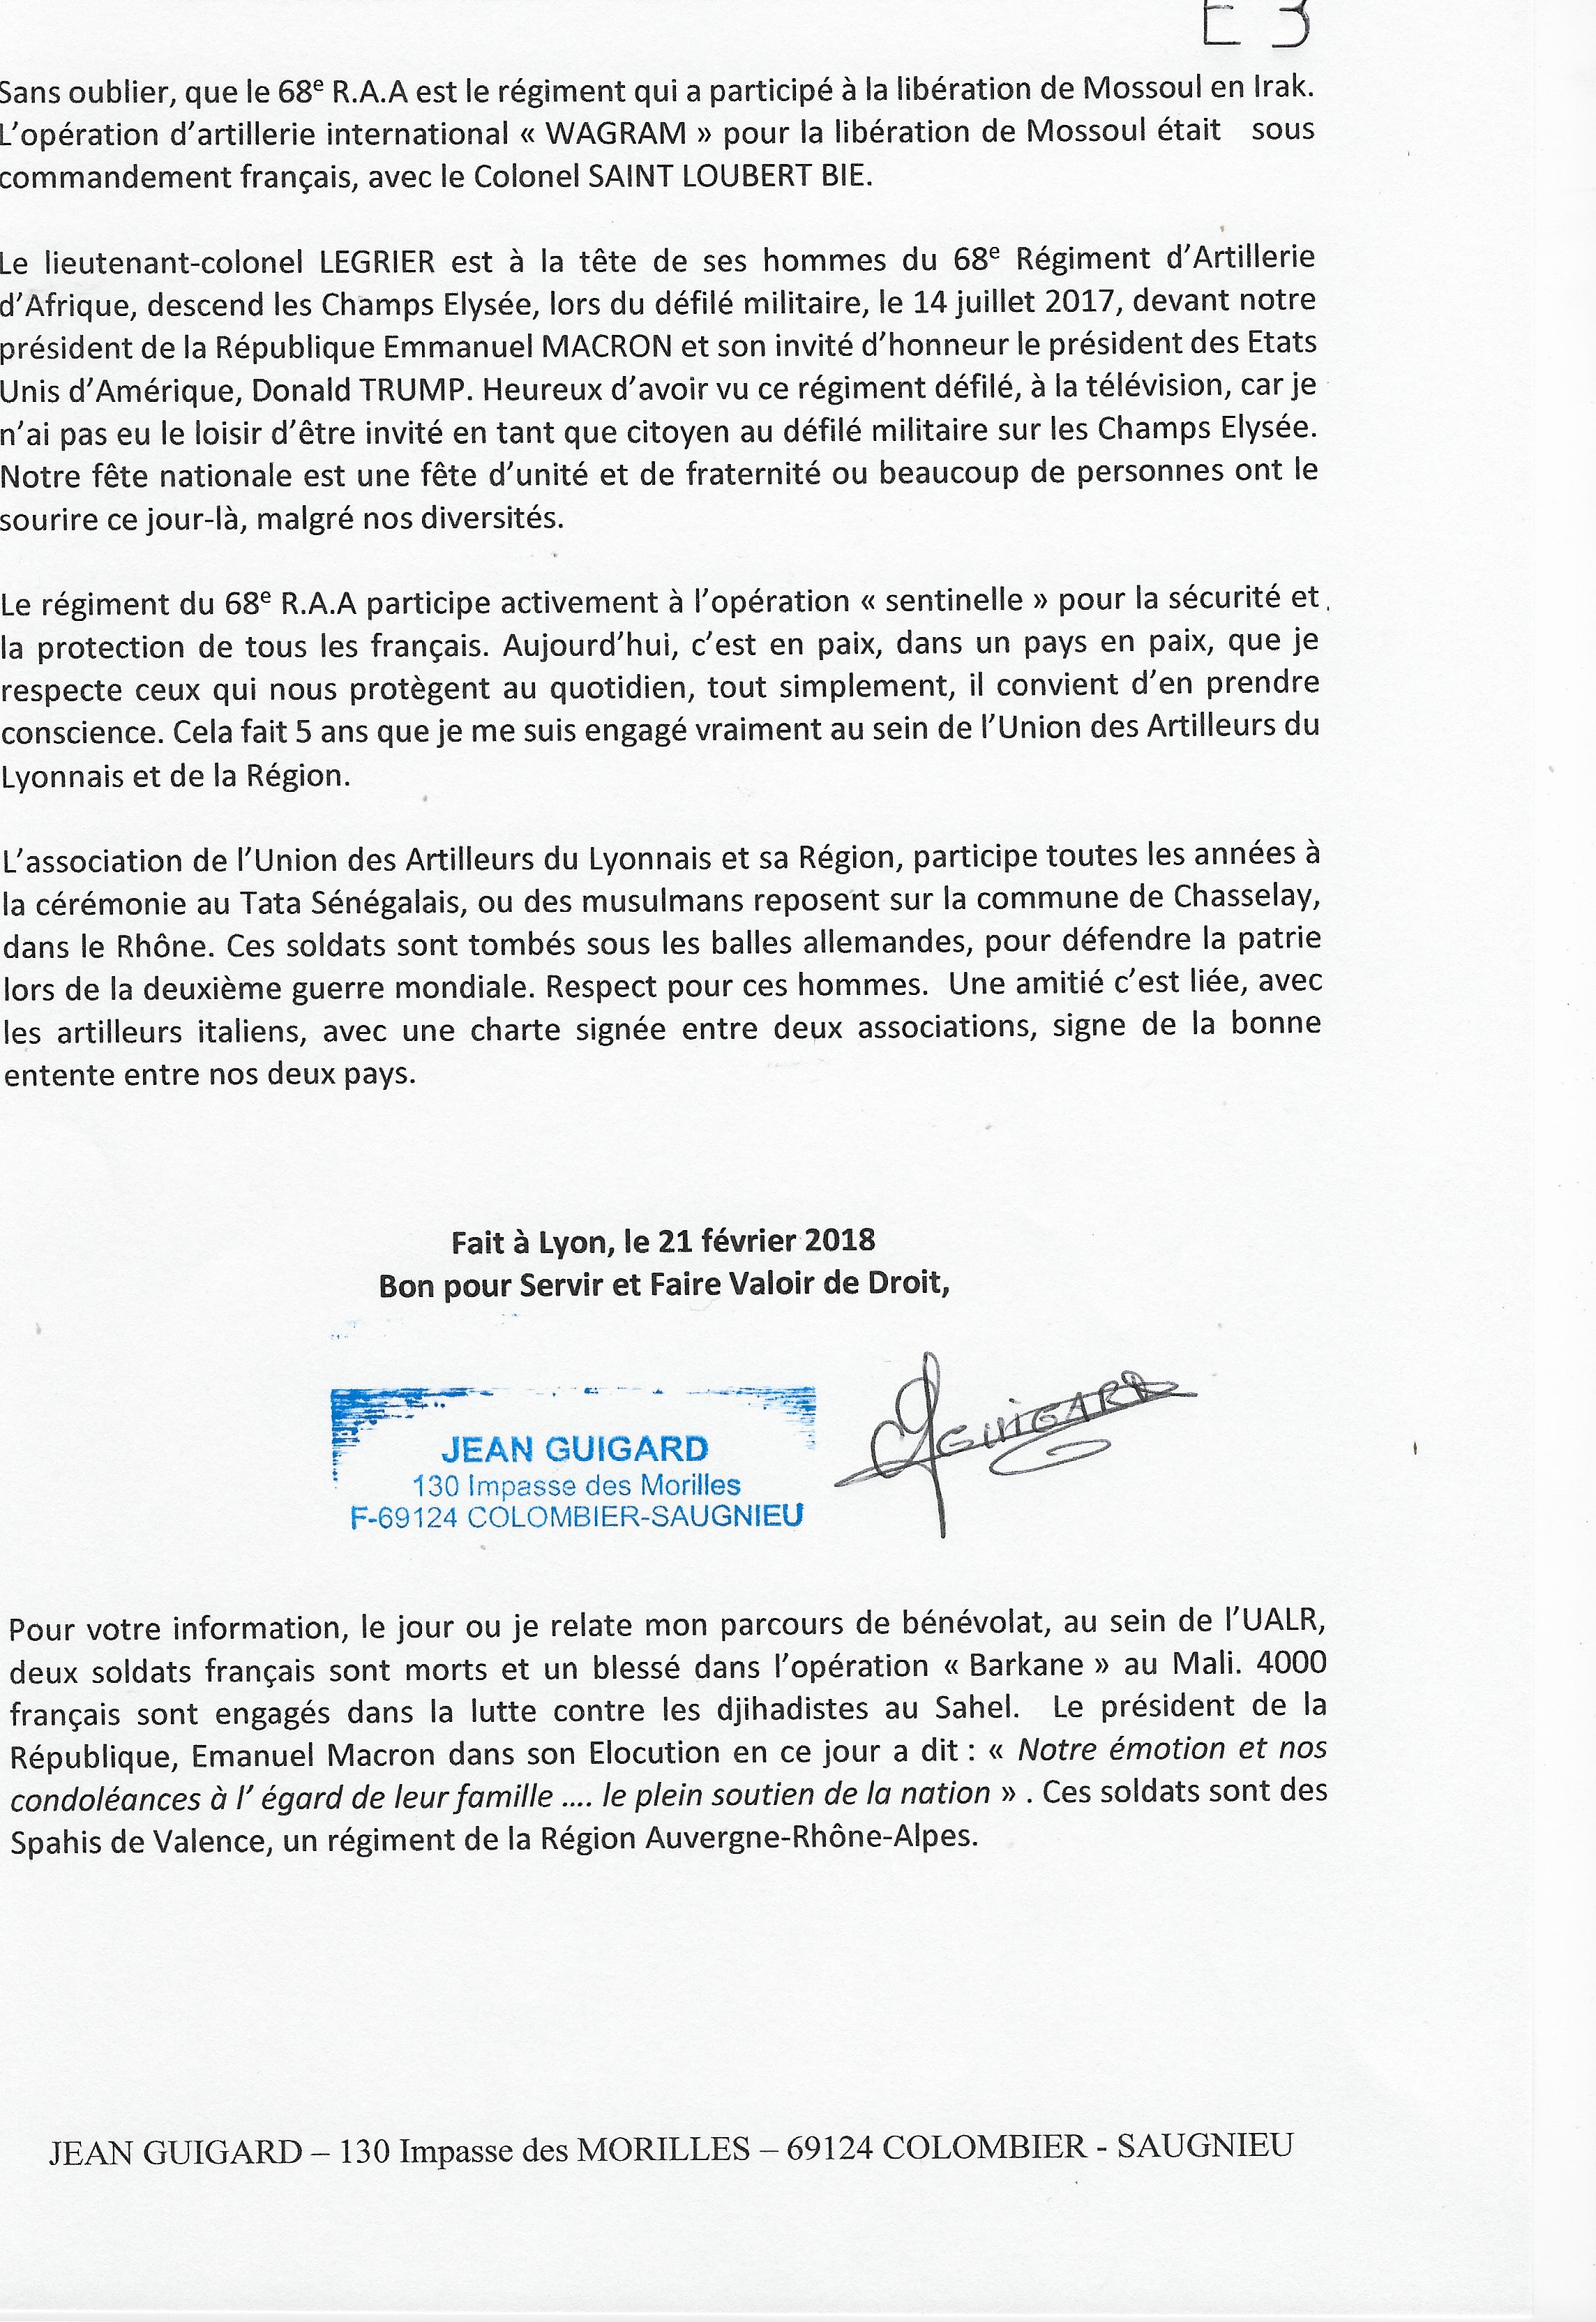 E 3
Sans oublier, que le 68e R.A.A est le régiment qui a participé à la libération de Mossoul en Irak.
L'opération d'artillerie international « WAGRAM » pour la libération de Mossoul était sous
commandement français, avec le Colonel SAINT LOUBERT BIE.
Le lieutenant-colonel LEGRIER est à la tête de ses hommes du 68e Régiment d'Artillerie
d'Afrique, descend les Champs Elysée, lors du défilé militaire, le 14 juillet 2017, devant notre
président de la République Emmanuel MACRON et son invité d'honneur le président des Etats
Unis d'Amérique, Donald TRUMP. Heureux d'avoir vu ce régiment défilé, à la télévision, car je
n'ai pas eu le loisir d'être invité en tant que citoyen au défilé militaire sur les Champs Elysée.
Notre fête nationale est une fête d'unité et de fraternité ou beaucoup de personnes ont le
sourire ce jour-là, malgré nos diversités.
Le régiment du 68e R.A.A participe activement à l'opération « sentinelle » pour la sécurité et
la protection de tous les français. Aujourd'hui, c'est en paix, dans un pays en paix, que je
respecte ceux qui nous protègent au quotidien, tout simplement, il convient d'en prendre
conscience. Cela fait 5 ans que je me suis engagé vraiment au sein de l'Union des Artilleurs du
Lyonnais et de la Région.
L'association de l'Union des Artilleurs du Lyonnais et sa Région, participe toutes les années à
la cérémonie au Tata Sénégalais, ou des musulmans reposent sur la commune de Chasselay,
dans le Rhône. Ces soldats sont tombés sous les balles allemandes, pour défendre la patrie
lors de la deuxième guerre mondiale. Respect pour ces hommes. Une amitié c'est liée, avec
les artilleurs italiens, avec une charte signée entre deux associations, signe de la bonne
entente entre nos deux pays.
Fait à Lyon, le 21 février 2018
Bon pour Servir et Faire Valoir de Droit,
JEAN GUIGARD
130 Impasse des Morilles
F-69124 COLOMBIER-SAUGNIEU
GUIGARD
Pour votre information, le jour ou je relate mon parcours de bénévolat, au sein de l'UALR,
deux soldats français sont morts et un blessé dans l'opération « Barkane » au Mali. 4000
français sont engagés dans la lutte contre les djihadistes au Sahel. Le président de la
République, Emanuel Macron dans son Elocution en ce jour a dit : « Notre émotion et nos
condoléances à l' égard de leur famille .... le plein soutien de la nation » . Ces soldats sont des
Spahis de Valence, un régiment de la Région Auvergne-Rhône-Alpes.
JEAN GUIGARD – 130 Impasse des MORILLES – 69124 COLOMBIER - SAUGNIEU